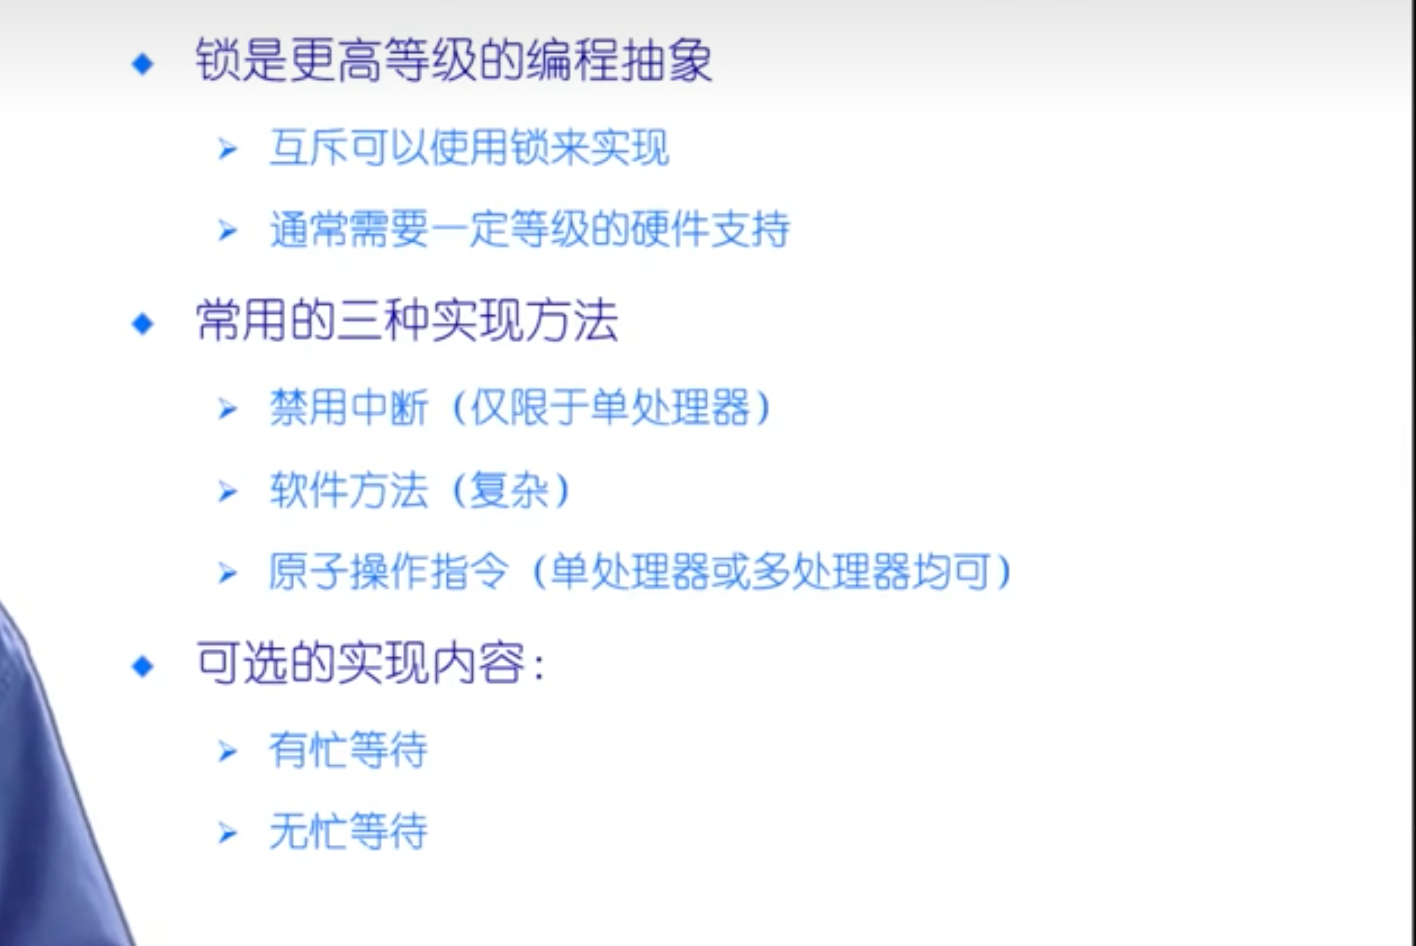 锁是更高等级的编程抽象
互斥可以使用锁来实现
通常需要一定等级的硬件支持
常用的三种实现方法
禁用中断（仅限于单处理器）
软件方法（复杂）
原子操作指令（单处理器或多处理器均可）
可选的实现内容：
有忙等待
无忙等待